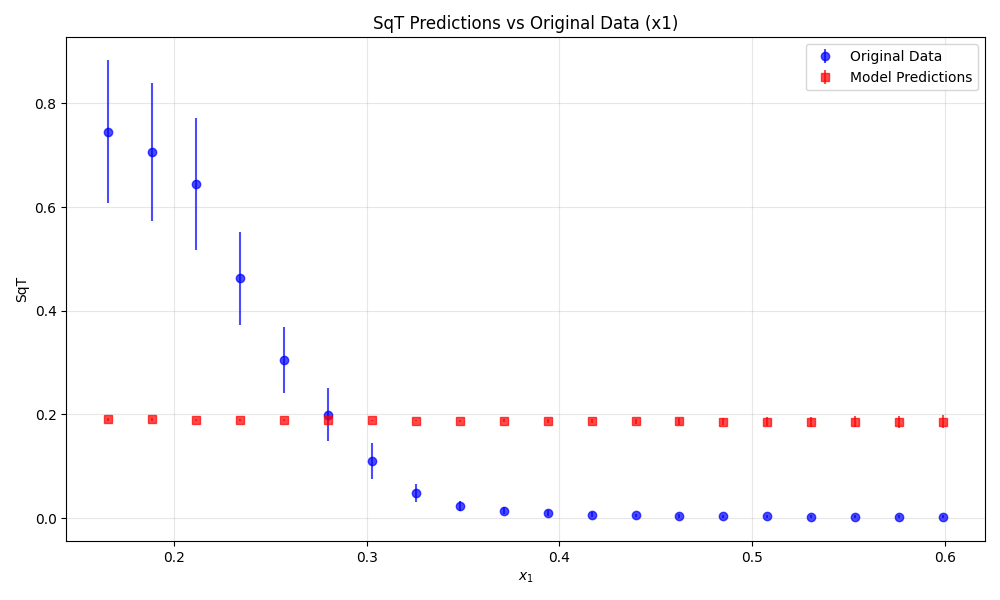 SqT Predictions vs Original Data (x1)
Original Data
Model Predictions
0.8
0.6
0.4
0.2
0.0
SqT
0.2 0.3 0.4 0.5 0.6
x₁